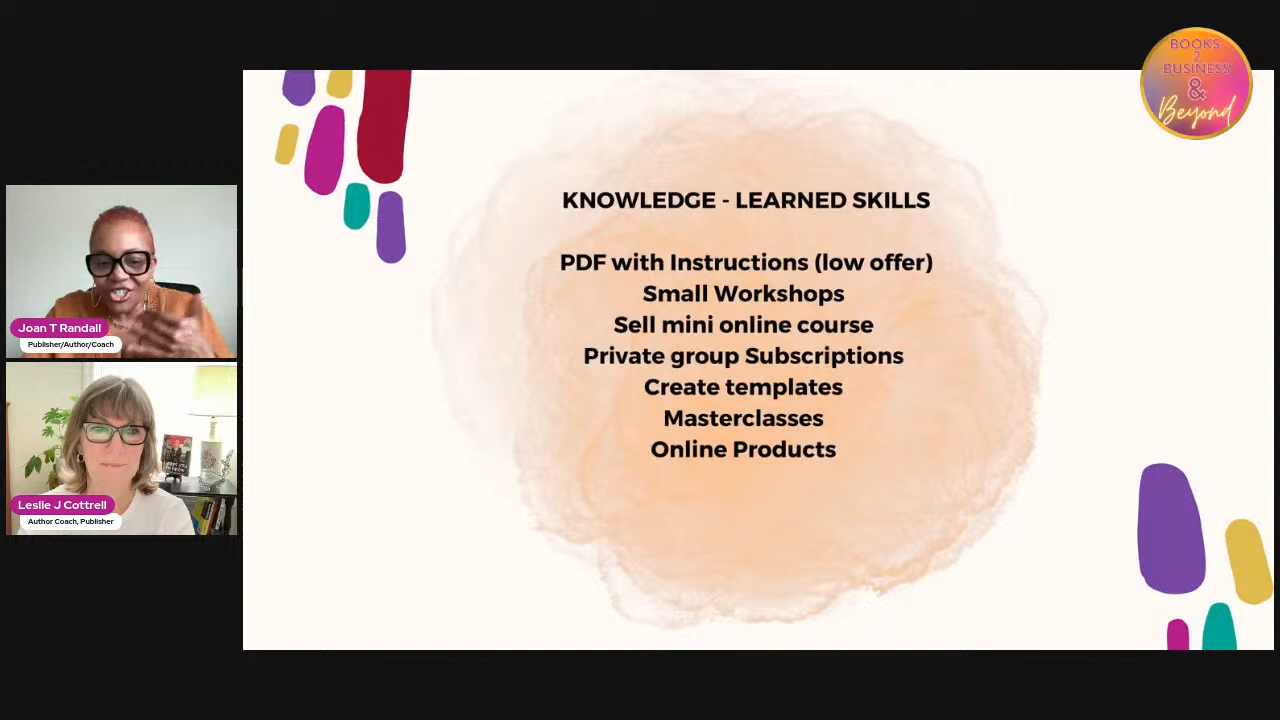 BOOKS
2
BUSINESS
&
Beyond
KNOWLEDGE - LEARNED SKILLS
PDF with Instructions (low offer)
Small Workshops
Sell mini online course
Private group Subscriptions
Create templates
Masterclasses
Online Products
Joan T Randall
Publisher/Author/Coach
Leslie J Cottrell
Author Coach, Publisher